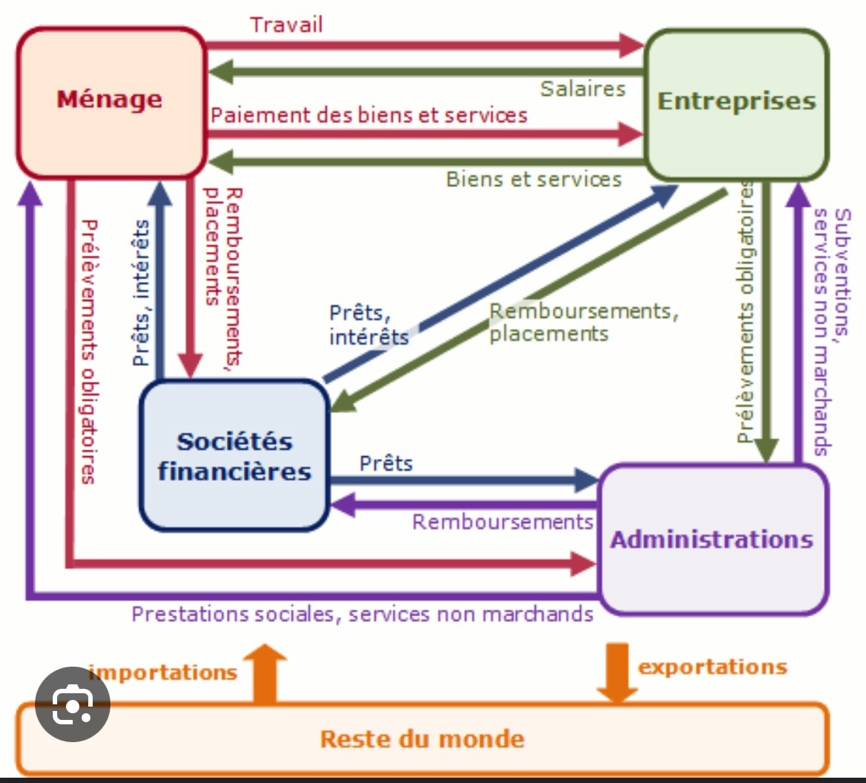 Travail
Ménage
Entreprises
Salaires
Paiement des biens et services
Biens et services
Prélèvements obligatoires
Prêts, intérêts
Remboursements,
placements
Prêts,
intérêts
Remboursements,
placements
Prélèvements obligatoires
Subventions,
services non marchands
Sociétés
financières
Prêts
Remboursements
Administrations
Prestations sociales, services non marchands
importations
exportations
Reste du monde